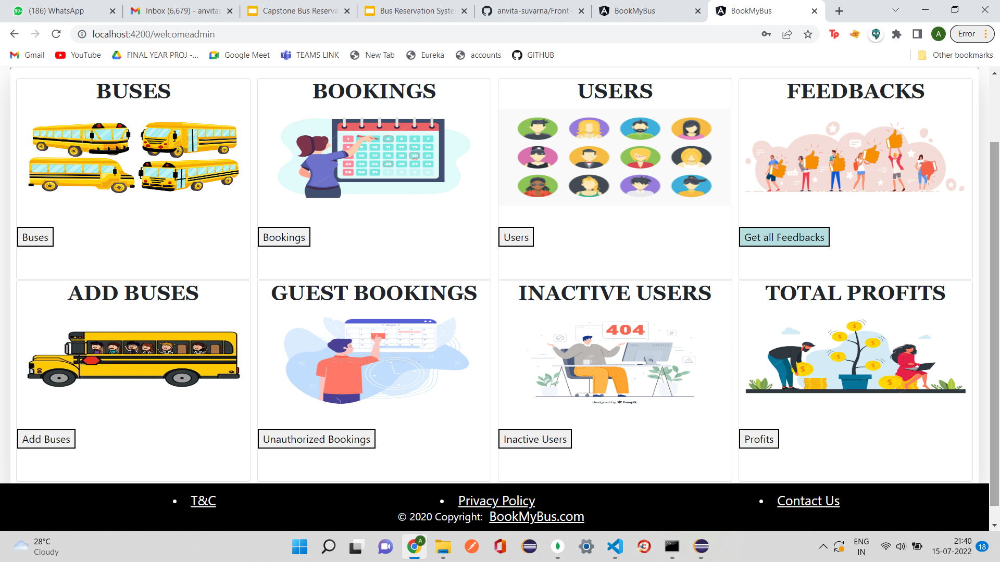 (186) WhatsApp
Inbox (6,679) - anvitas
Capstone Bus Reserva
Bus Reservation Syste
anvita-suvarna/Front-
BookMyBus
BookMyBus
localhost:4200/welcomeadmin
Tp
A
Error
Gmail
YouTube
FINAL YEAR PROJ -...
Google Meet
TEAMS LINK
New Tab
Eureka
accounts
GITHUB
Other bookmarks
BUSES
BOOKINGS
USERS
FEEDBACKS
Buses
Bookings
Users
Get all Feedbacks
ADD BUSES
GUEST BOOKINGS
INACTIVE USERS
TOTAL PROFITS
404
designed by freepik
Add Buses
Unauthorized Bookings
Inactive Users
Profits
T&C
Privacy Policy
Contact Us
© 2020 Copyright: BookMyBus.com
28°C
Cloudy
ENG
IN
21:40
15-07-2022
18